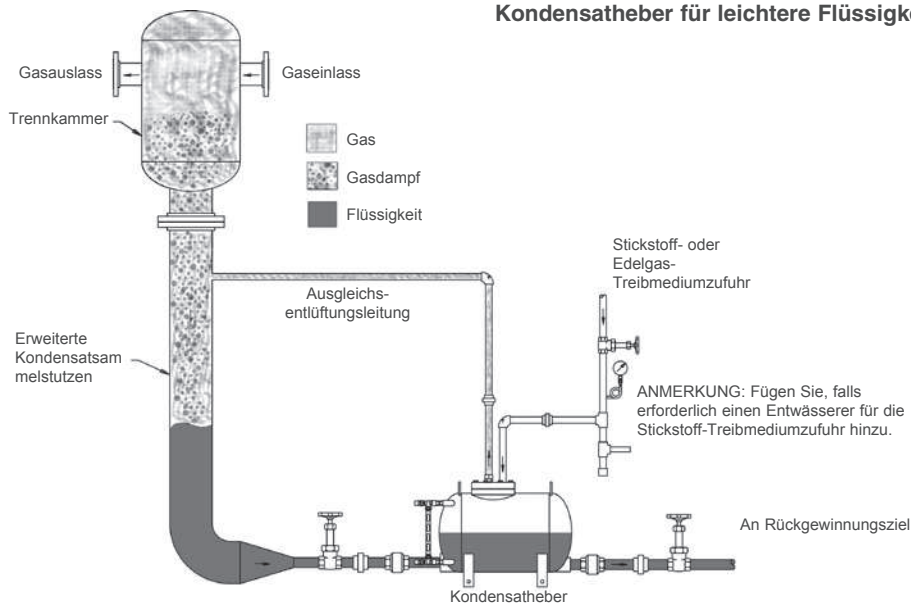 Kondensatheber für leichtere Flüssigke
Gasauslass
Gaseinlass
Trennkammer
Gas
Gasdampf
Flüssigkeit
Stickstoff- oder
Edelgas-
Treibmediumzufuhr
Ausgleichs-
entlüftungsleitung
Erweiterte
Kondensatsam
melstutzen
ANMERKUNG: Fügen Sie, falls
erforderlich einen Entwässerer für die
Stickstoff-Treibmediumzufuhr hinzu.
An Rückgewinnungsziel
Kondensatheber